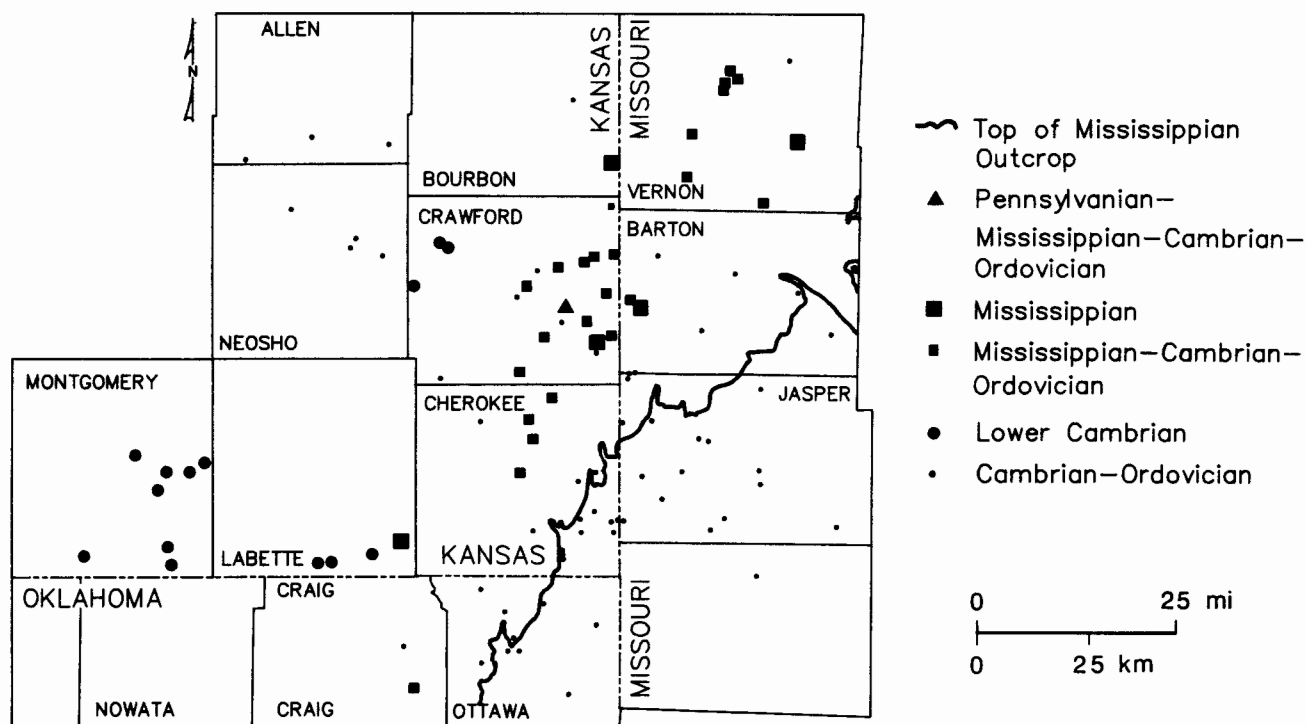 ALLEN
KANSAS
MISSOURI
N
BOURBON
VERNON
CRAWFORD
BARTON
NEOSHO
MONTGOMERY
CHEROKEE
JASPER
LABETTE
KANSAS
OKLAHOMA
CRAIG
MISSOURI
NOWATA
CRAIG
OTTAWA
Top of Mississippian
Outcrop
Pennsylvanian–
Mississippian–Cambrian–
Ordovician
Mississippian
Mississippian–Cambrian–
Ordovician
Lower Cambrian
Cambrian–Ordovician
0 25 mi
0 25 km